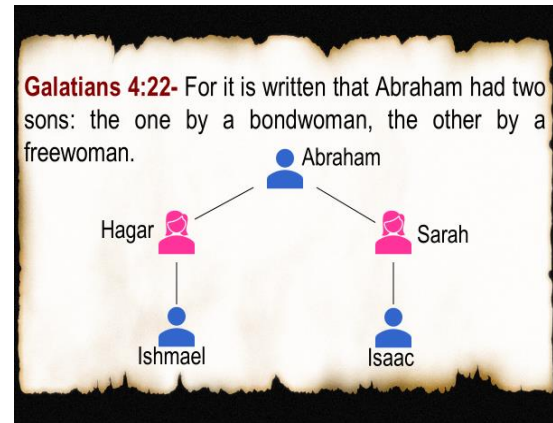 Galatians 4:22- For it is written that Abraham had two
sons: the one by a bondwoman, the other by a
freewoman.
Abraham
Hagar
Sarah
Ishmael
Isaac